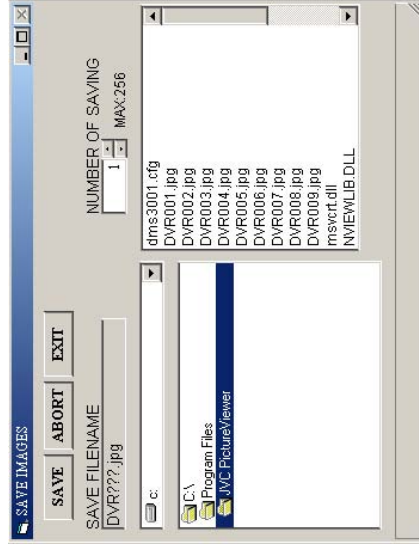 SAVE IMAGES
SAVE ABORT EXIT
SAVE FILENAME
DVR???.jpg
NUMBER OF SAVING
1 MAX:256
c:
C:\
Program Files
JVC PictureViewer
dms3001.cfg
DVR001.jpg
DVR002.jpg
DVR003.jpg
DVR004.jpg
DVR005.jpg
DVR006.jpg
DVR007.jpg
DVR008.jpg
DVR009.jpg
msvcrt.dll
NVIEWLIB.DLL